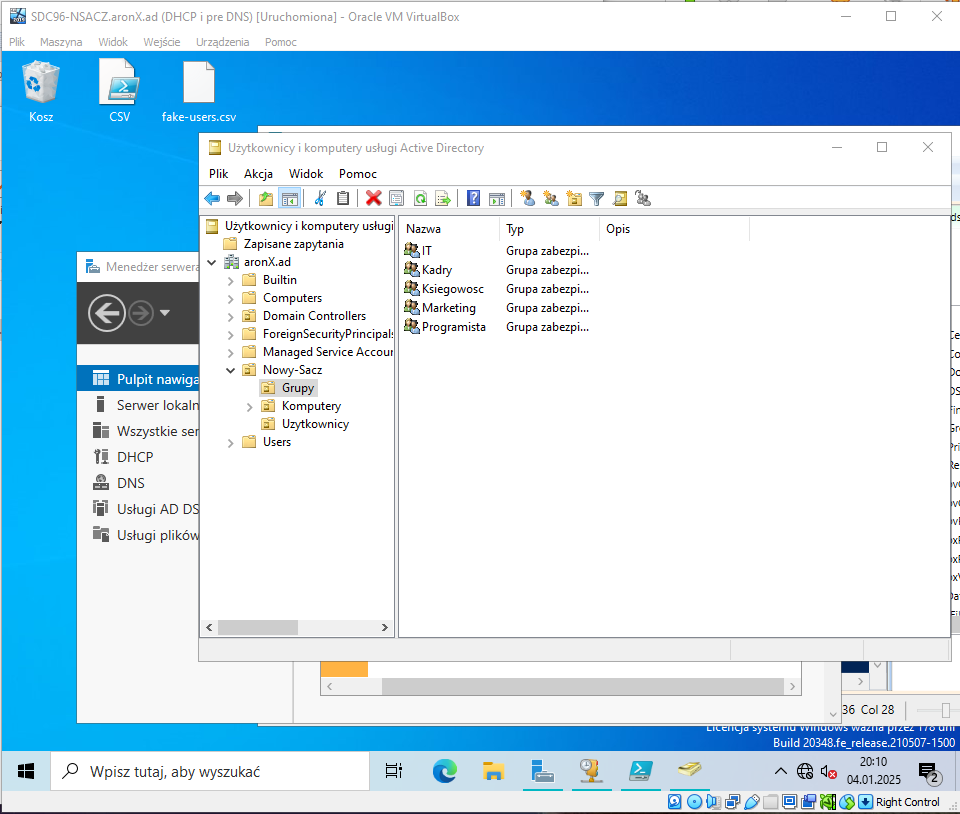 SDC96-NSACZ.aronX.ad (DHCP i pre DNS) [Uruchomiona] - Oracle VM VirtualBox
Plik Maszyna Widok Wejście Urządzenia Pomoc
Kosz
CSV
fake-users.csv
Użytkownicy i komputery usługi Active Directory
Plik Akcja Widok Pomoc
Użytkownicy i komputery usługi
Zapisane zapytania
aronX.ad
Builtin
Computers
Domain Controllers
ForeignSecurityPrincipals
Managed Service Accour
Nowy-Sacz
Grupy
Komputery
Uzytkownicy
Users
Nazwa Typ Opis
IT Grupa zabezpi...
Kadry Grupa zabezpi...
Ksiegowosc Grupa zabezpi...
Marketing Grupa zabezpi...
Programista Grupa zabezpi...
Menedżer serwera
Pulpit nawiga
Serwer lokaln
Wszystkie ser
DHCP
DNS
Usługi AD DS
Usługi plików
36 Col 28
Licencja systemu Windows ważna przez 178 dni
Build 20348.fe_release.210507-1500
Wpisz tutaj, aby wyszukać
20:10
04.01.2025
2
Right Control